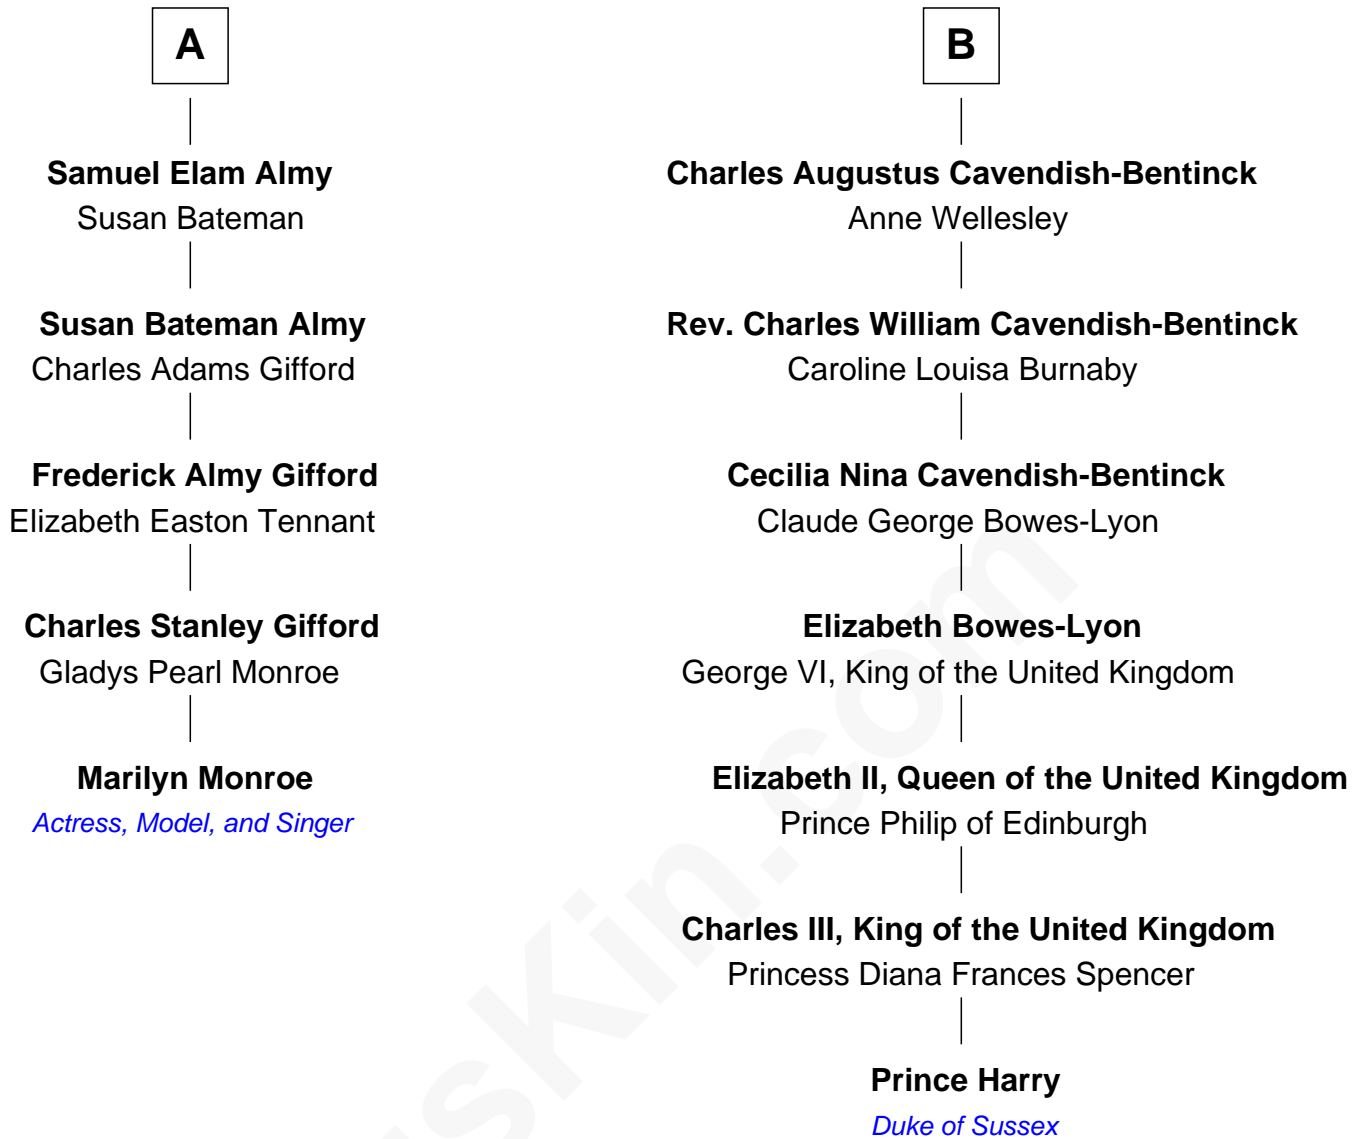 A
Samuel Elam Almy
Susan Bateman
Susan Bateman Almy
Charles Adams Gifford
Frederick Almy Gifford
Elizabeth Easton Tennant
Charles Stanley Gifford
Gladys Pearl Monroe
Marilyn Monroe
Actress, Model, and Singer
B
Charles Augustus Cavendish-Bentinck
Anne Wellesley
Rev. Charles William Cavendish-Bentinck
Caroline Louisa Burnaby
Cecilia Nina Cavendish-Bentinck
Claude George Bowes-Lyon
Elizabeth Bowes-Lyon
George VI, King of the United Kingdom
Elizabeth II, Queen of the United Kingdom
Prince Philip of Edinburgh
Charles III, King of the United Kingdom
Princess Diana Frances Spencer
Prince Harry
Duke of Sussex